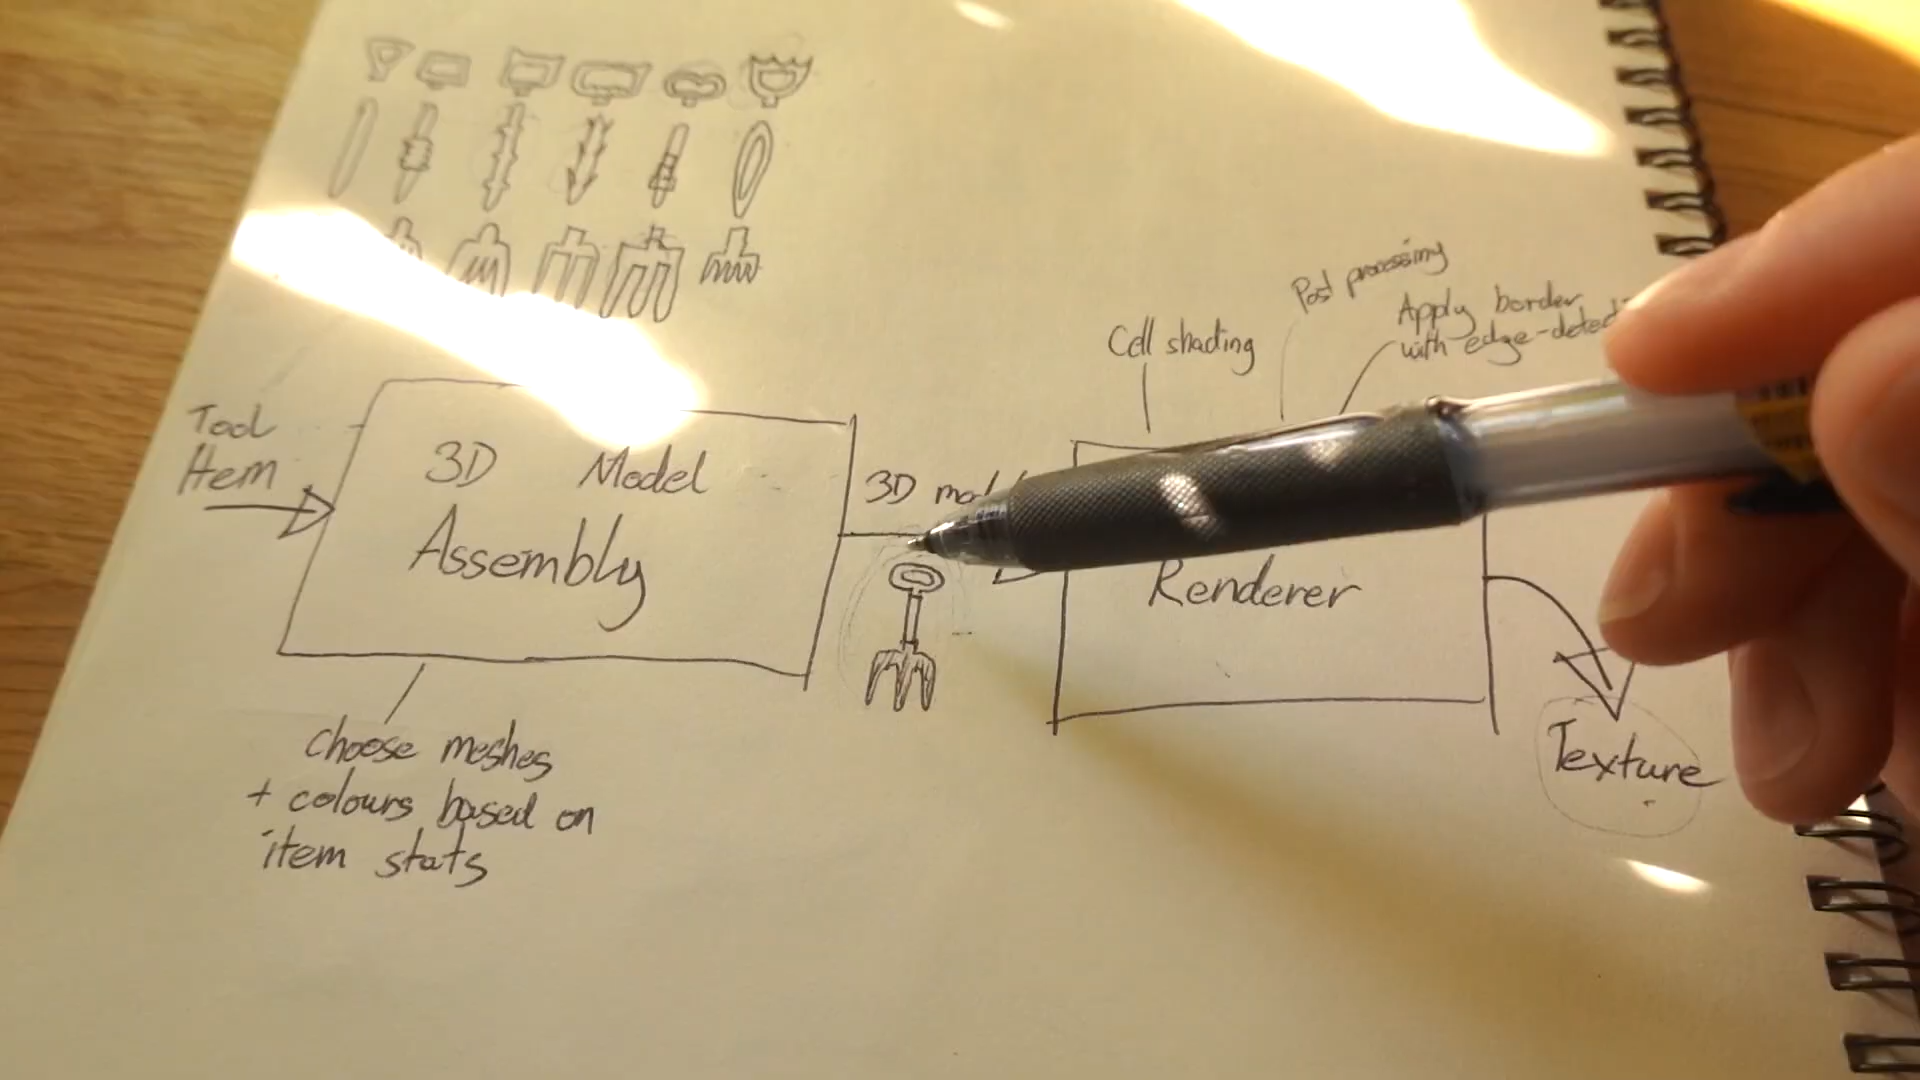 Post processing
Apply border
with edge-detect
Cell shading
Tool
Item
3D Model
Assembly
3D
Renderer
Texture
choose meshes
+ colours based on
item stats